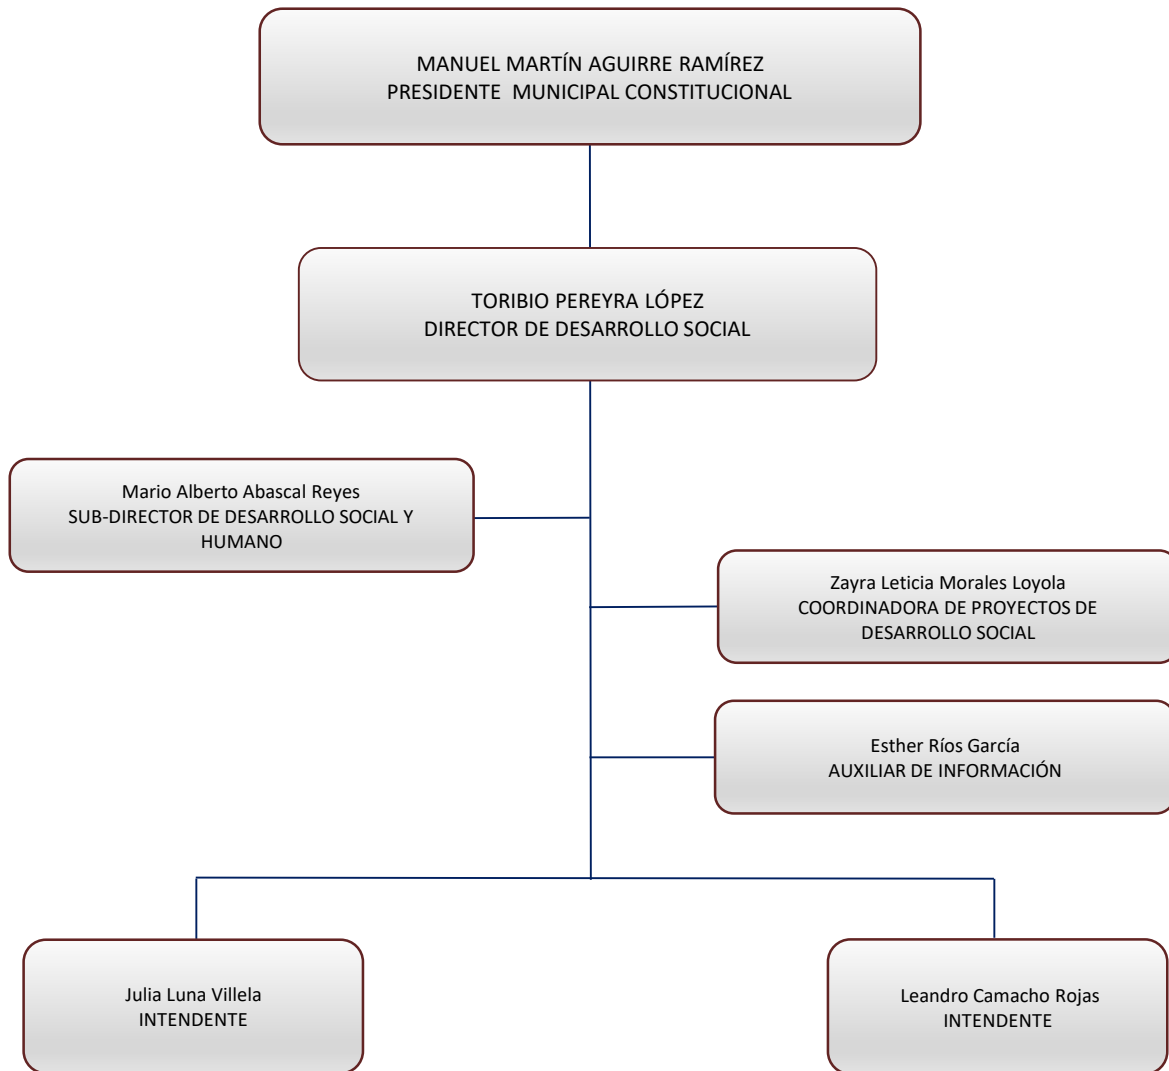 MANUEL MARTÍN AGUIRRE RAMÍREZ
PRESIDENTE  MUNICIPAL CONSTITUCIONAL
TORIBIO PEREYRA LÓPEZ
DIRECTOR DE DESARROLLO SOCIAL
Mario Alberto Abascal Reyes
SUB-DIRECTOR DE DESARROLLO SOCIAL Y
HUMANO
Zayra Leticia Morales Loyola
COORDINADORA DE PROYECTOS DE
DESARROLLO SOCIAL
Esther Ríos García
AUXILIAR DE INFORMACIÓN
Julia Luna Villela
INTENDENTE
Leandro Camacho Rojas
INTENDENTE